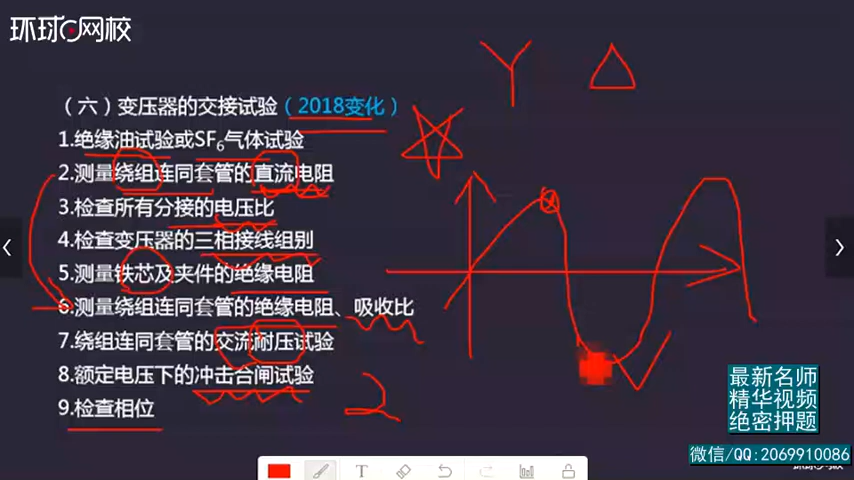 环球网校
（六）变压器的交接试验（2018变化）
1.绝缘油试验或SF₆气体试验
2.测量绕组连同套管的直流电阻
3.检查所有分接的电压比
4.检查变压器的三相接线组别
5.测量铁芯及夹件的绝缘电阻
6.测量绕组连同套管的绝缘电阻、吸收比
7.绕组连同套管的交流耐压试验
8.额定电压下的冲击合闸试验
9.检查相位
Y
2
最新名师
精华视频
绝密押题
微信/QQ:2069910086
T